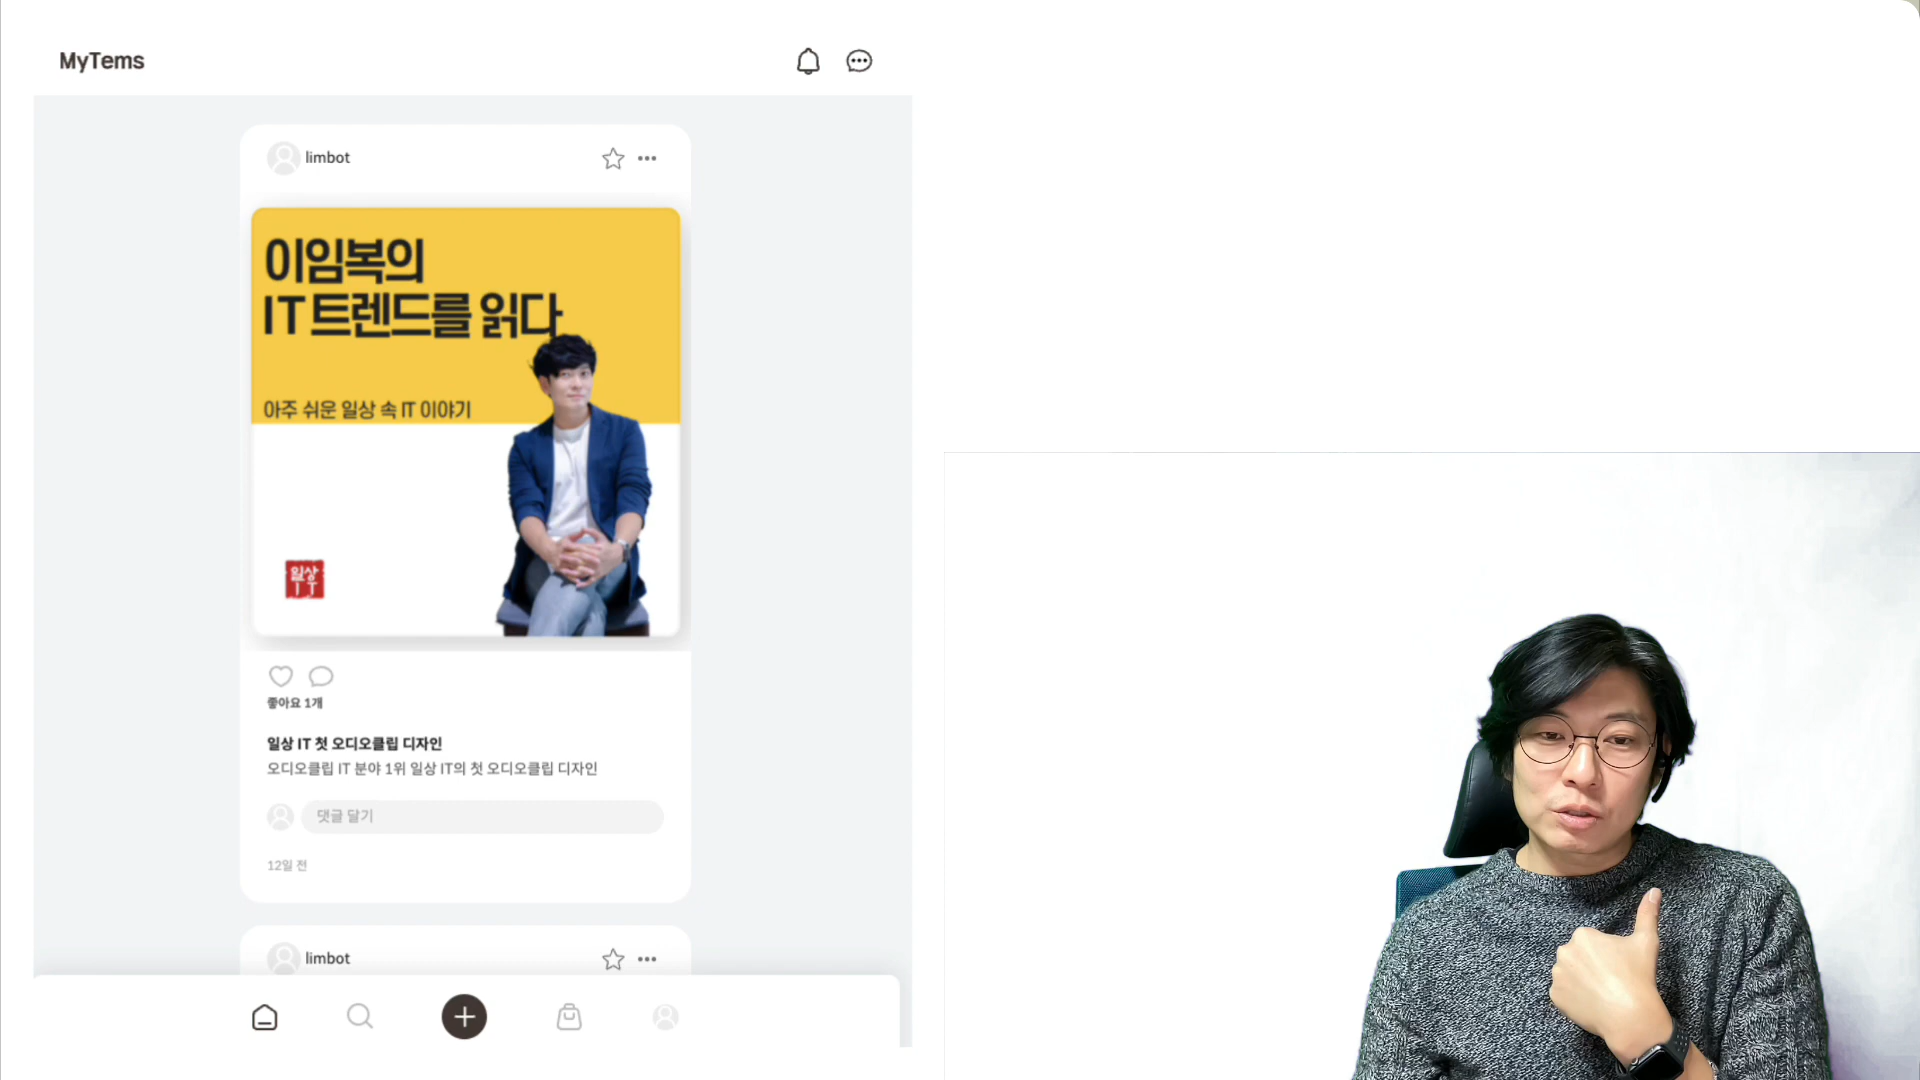 MyTems
limbot
이임복의
IT 트렌드를 읽다
아주 쉬운 일상 속 IT 이야기
일상
IT
좋아요 1개
일상 IT 첫 오디오클립 디자인
오디오클립 IT 분야 1위 일상 IT의 첫 오디오클립 디자인
댓글 달기
12일 전
limbot